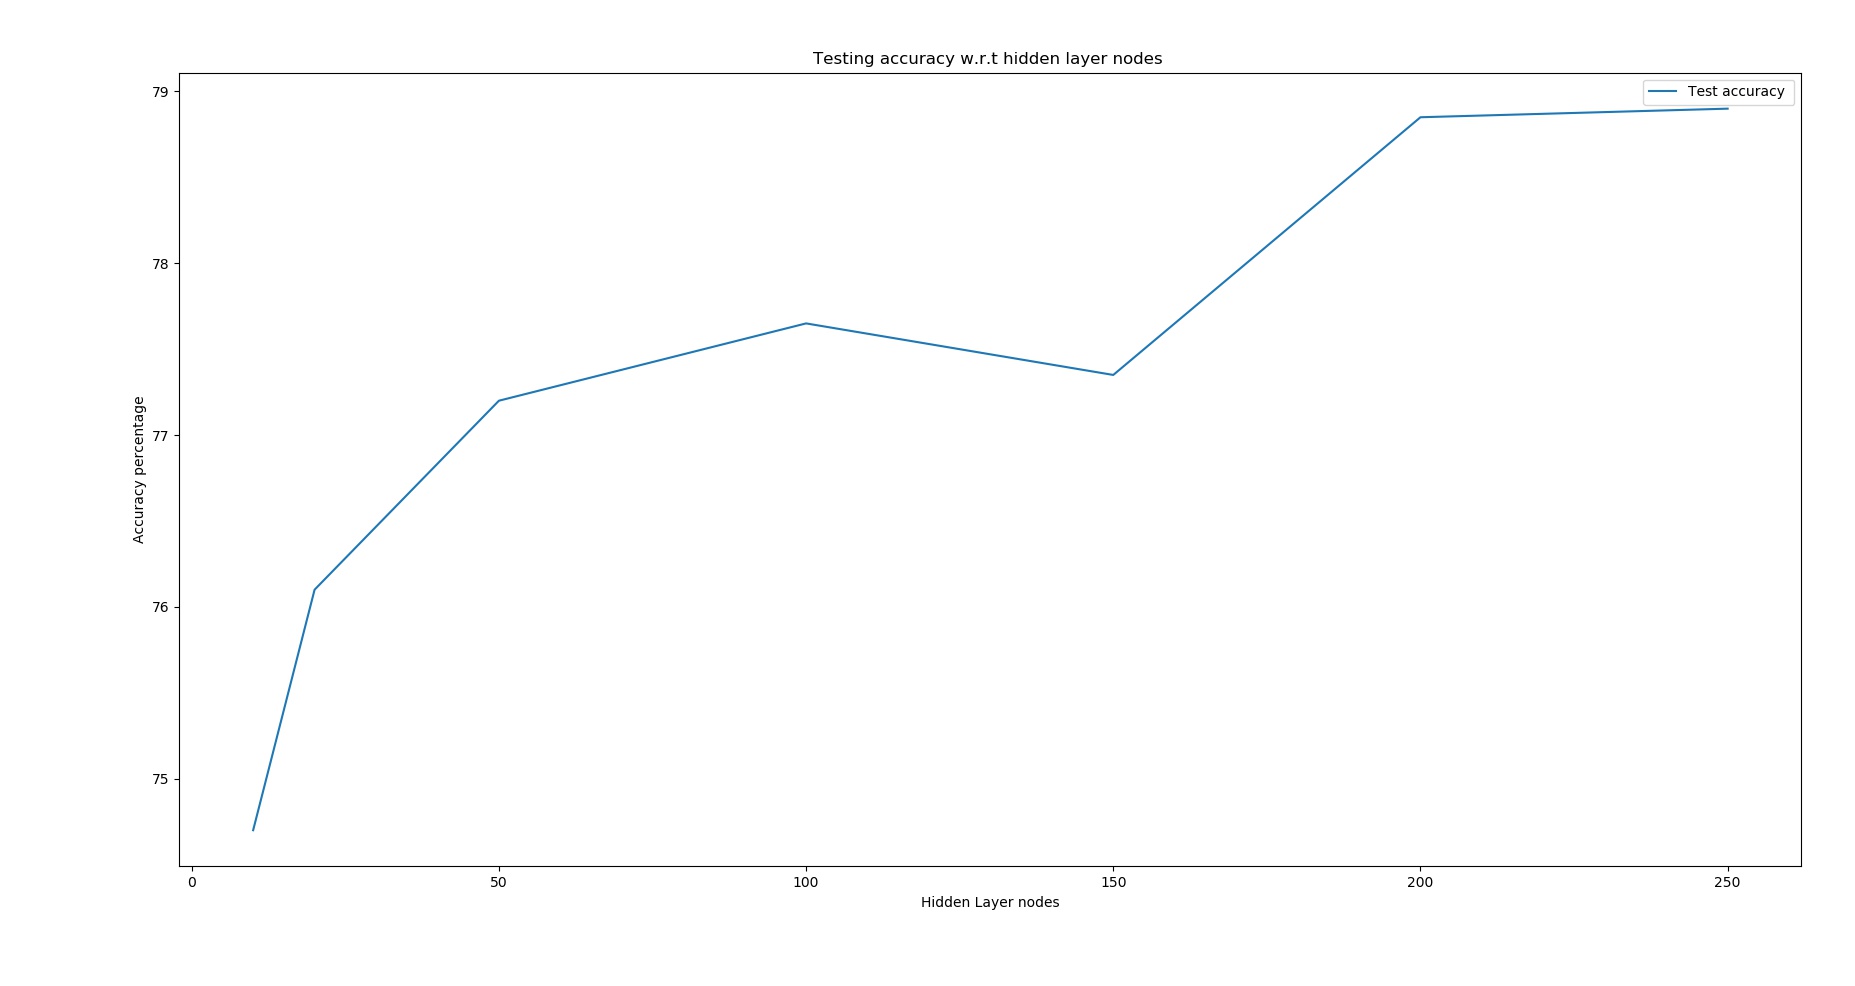 Testing accuracy w.r.t hidden layer nodes
Test accuracy
79
78
77
76
75
Accuracy percentage
0 50 100 150 200 250
Hidden Layer nodes